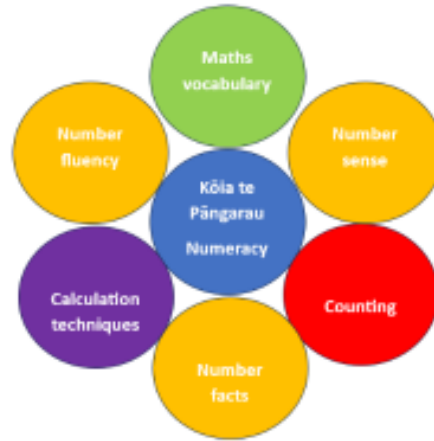 Maths
vocabulary
Number
fluency
Number
sense
Kōia te
Pāngarau
Numeracy
Calculation
techniques
Counting
Number
facts